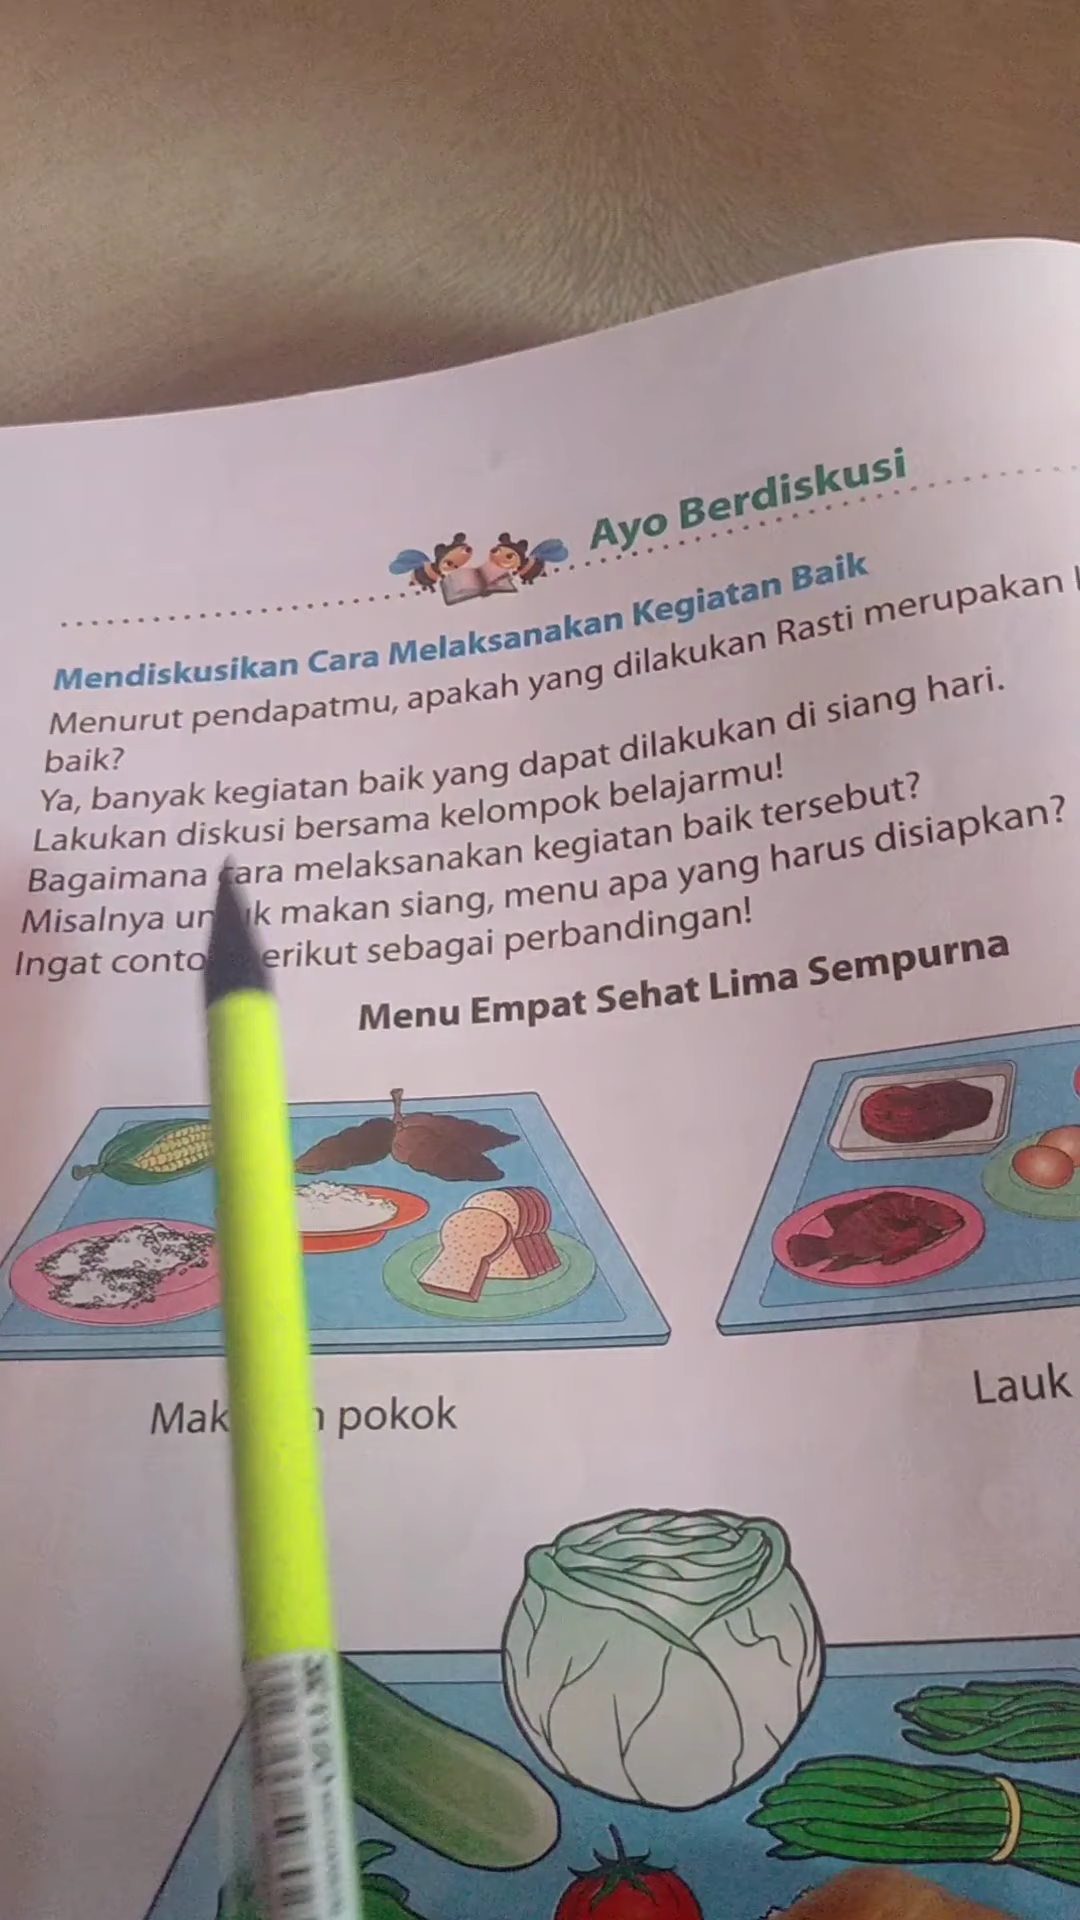 Ayo Berdiskusi
Mendiskusikan Cara Melaksanakan Kegiatan Baik
Menurut pendapatmu, apakah yang dilakukan Rasti merupakan
baik?
Ya, banyak kegiatan baik yang dapat dilakukan di siang hari.
Lakukan diskusi bersama kelompok belajarmu!
Bagaimana cara melaksanakan kegiatan baik tersebut?
Misalnya untuk makan siang, menu apa yang harus disiapkan?
Ingat contoh berikut sebagai perbandingan!
Menu Empat Sehat Lima Sempurna
Makanan pokok
Lauk